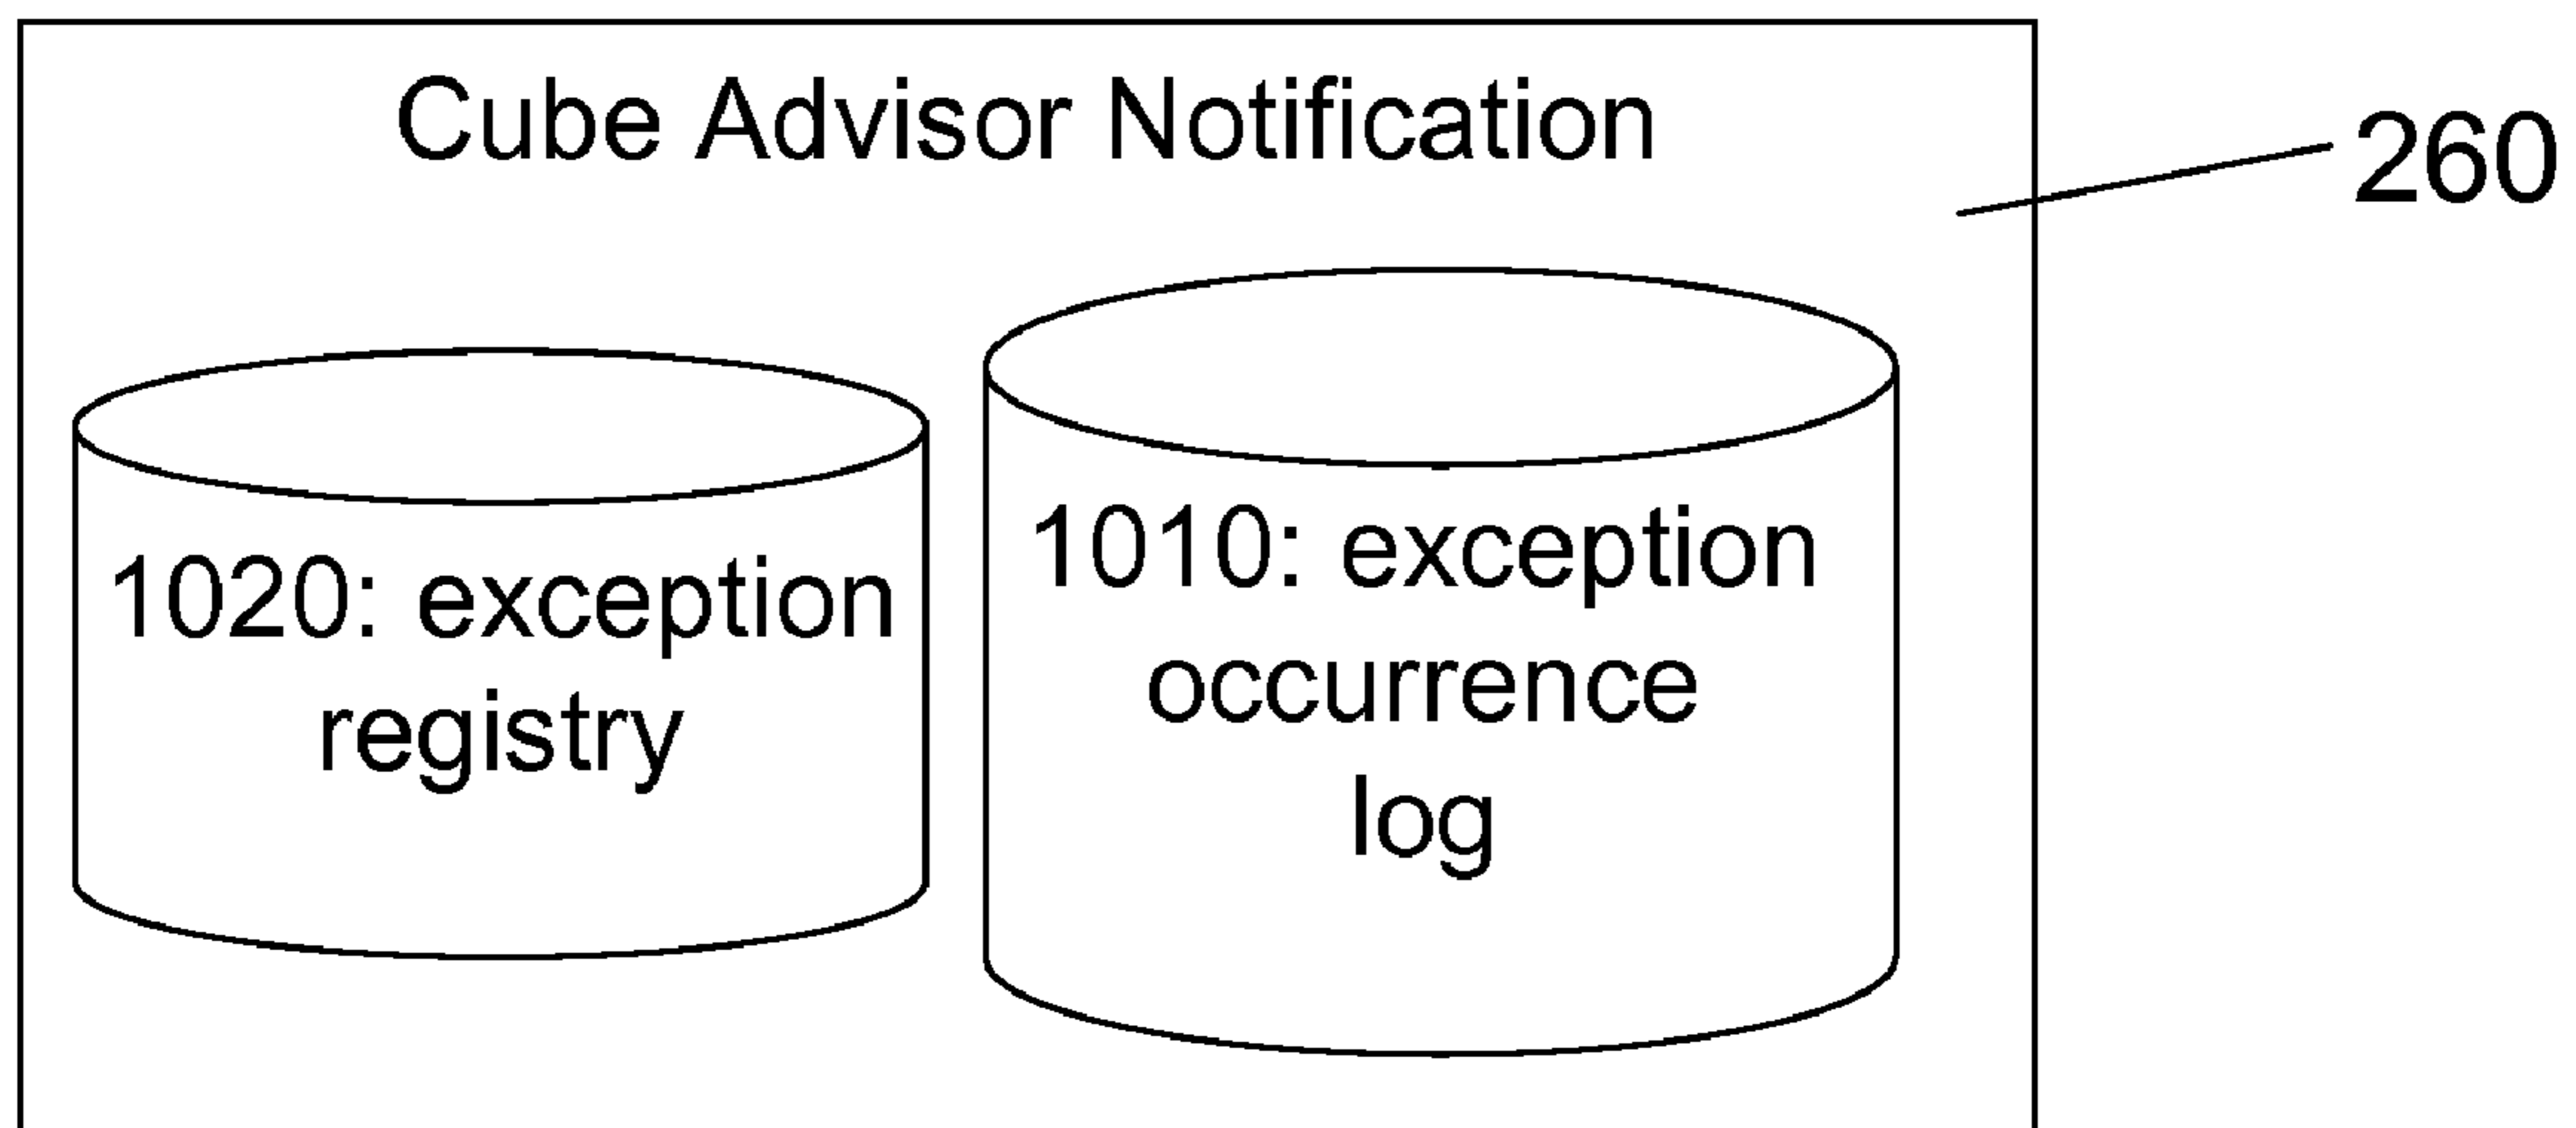 Cube Advisor Notification
260
1020: exception
registry
1010: exception
occurrence
log